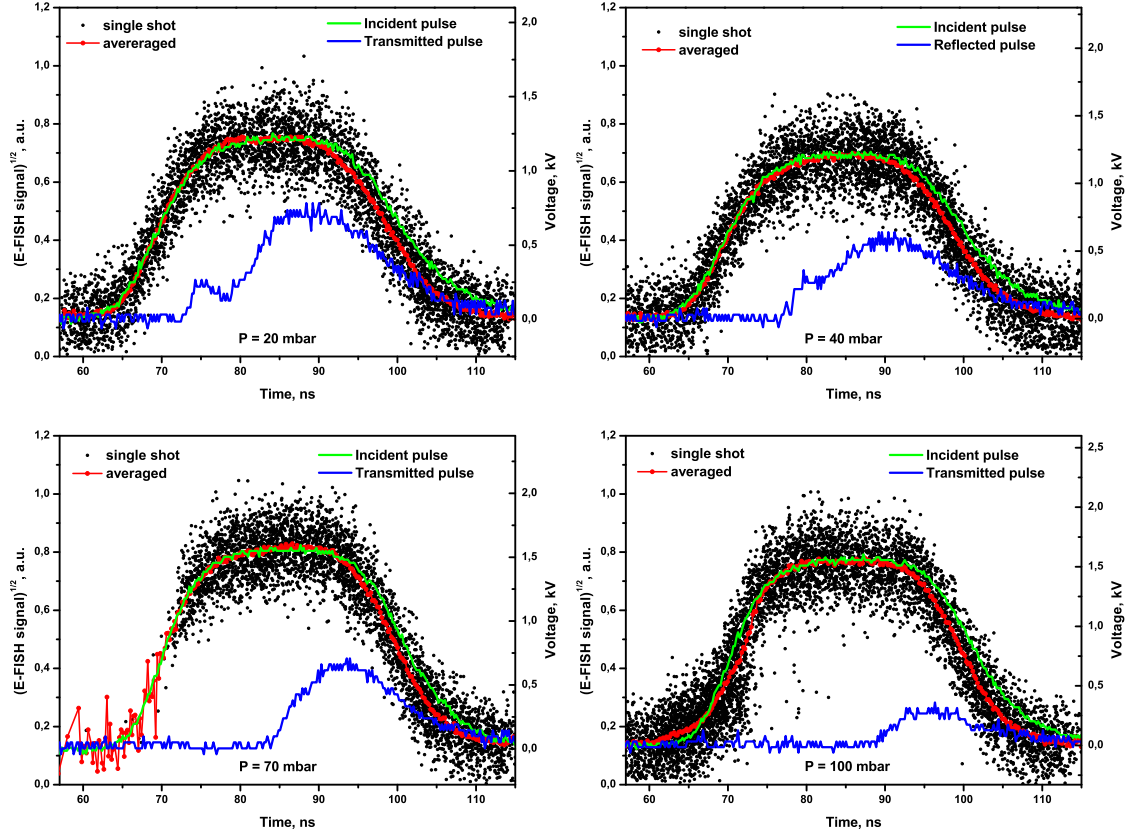 single shot
avereraged
Incident pulse
Transmitted pulse
1,2
1,0
0,8
0,6
0,4
0,2
0,0
(E-FISH signal)1/2, a.u.
2,0
1,5
1,0
0,5
0,0
Voltage, kV
P = 20 mbar
60 70 80 90 100 110
Time, ns
single shot
averaged
Incident pulse
Reflected pulse
1,2
1,0
0,8
0,6
0,4
0,2
0,0
(E-FISH signal)1/2, a.u.
2,0
1,5
1,0
0,5
0,0
Voltage, kV
P = 40 mbar
60 70 80 90 100 110
Time, ns
single shot
averaged
Incident pulse
Transmitted pulse
1,2
1,0
0,8
0,6
0,4
0,2
0,0
(E-FISH signal)1/2, a.u.
2,0
1,5
1,0
0,5
0,0
Voltage, kV
P = 70 mbar
60 70 80 90 100 110
Time, ns
single shot
averaged
Incident pulse
Transmitted pulse
1,2
1,0
0,8
0,6
0,4
0,2
0,0
(E-FISH signal)1/2, a.u.
2,5
2,0
1,5
1,0
0,5
0,0
Voltage, kV
P = 100 mbar
60 70 80 90 100 110
Time, ns